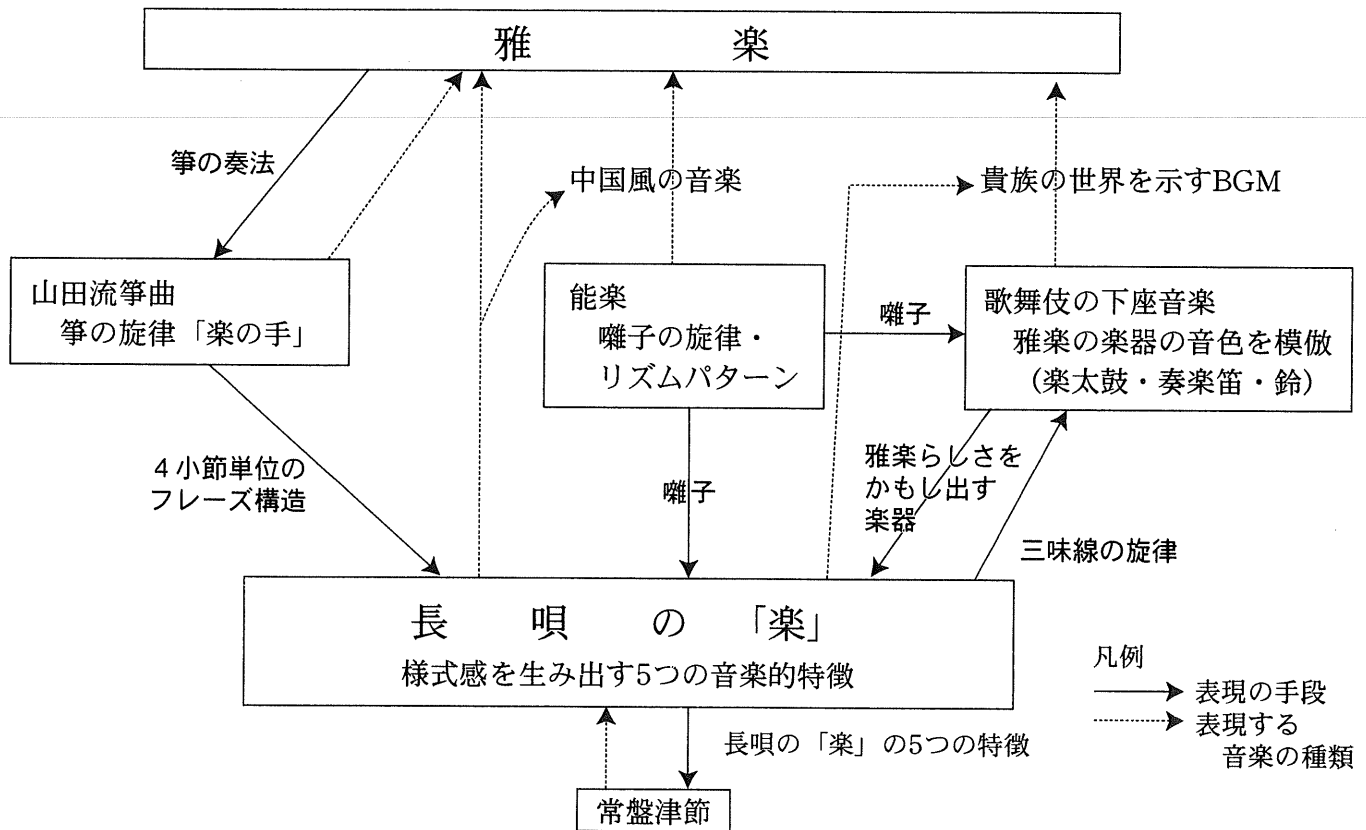 雅　　楽
箏の奏法
中国風の音楽
貴族の世界を示すBGM
山田流箏曲
箏の旋律「楽の手」
能楽
囃子の旋律・
リズムパターン
囃子
歌舞伎の下座音楽
雅楽の楽器の音色を模倣
（楽太鼓・奏楽笛・鈴）
4小節単位の
フレーズ構造
囃子
雅楽らしさを
かもし出す
楽器
三味線の旋律
長　唄　の　「楽」
様式感を生み出す5つの音楽的特徴
凡例
表現の手段
表現する
音楽の種類
長唄の「楽」の5つの特徴
常盤津節